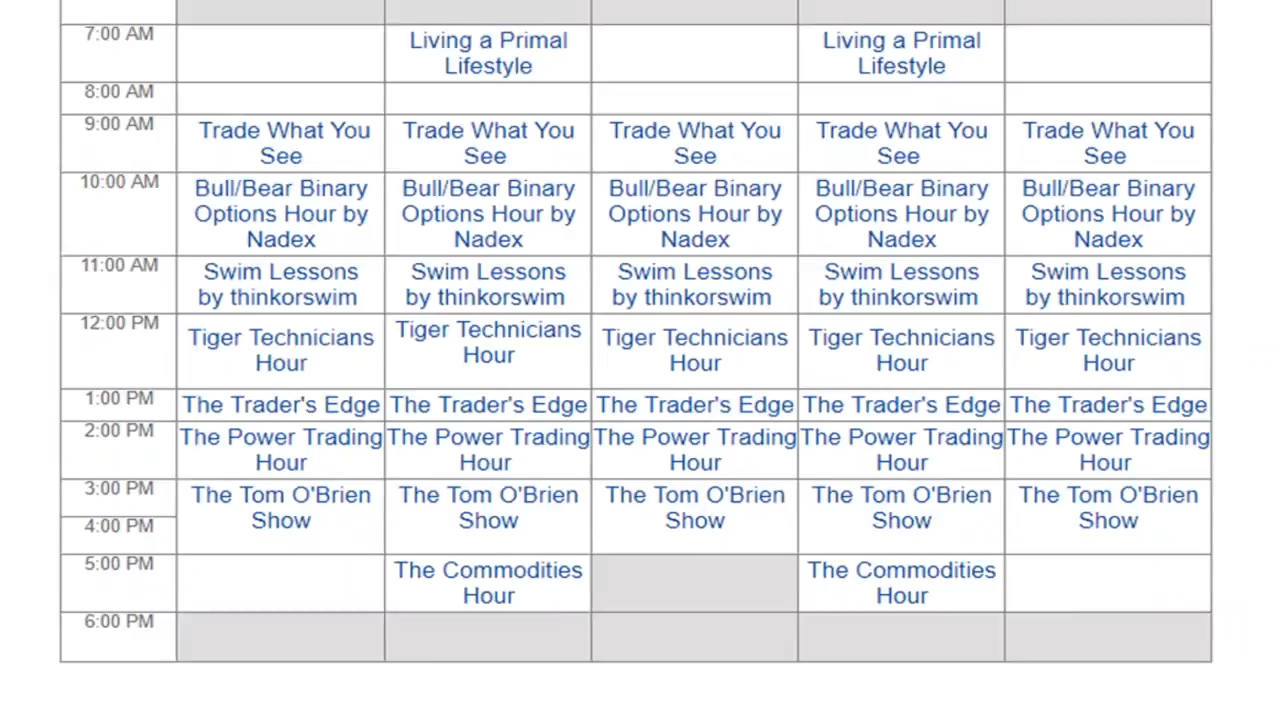 7:00 AM
Living a Primal
Lifestyle
Living a Primal
Lifestyle
8:00 AM
9:00 AM
Trade What You
See
Trade What You
See
Trade What You
See
Trade What You
See
Trade What You
See
10:00 AM
Bull/Bear Binary
Options Hour by
Nadex
Bull/Bear Binary
Options Hour by
Nadex
Bull/Bear Binary
Options Hour by
Nadex
Bull/Bear Binary
Options Hour by
Nadex
Bull/Bear Binary
Options Hour by
Nadex
11:00 AM
Swim Lessons
by thinkorswim
Swim Lessons
by thinkorswim
Swim Lessons
by thinkorswim
Swim Lessons
by thinkorswim
Swim Lessons
by thinkorswim
12:00 PM
Tiger Technicians
Hour
Tiger Technicians
Hour
Tiger Technicians
Hour
Tiger Technicians
Hour
Tiger Technicians
Hour
1:00 PM
The Trader's Edge
The Trader's Edge
The Trader's Edge
The Trader's Edge
The Trader's Edge
2:00 PM
The Power Trading
Hour
The Power Trading
Hour
The Power Trading
Hour
The Power Trading
Hour
The Power Trading
Hour
3:00 PM
The Tom O'Brien
Show
The Tom O'Brien
Show
The Tom O'Brien
Show
The Tom O'Brien
Show
The Tom O'Brien
Show
4:00 PM
5:00 PM
The Commodities
Hour
The Commodities
Hour
6:00 PM